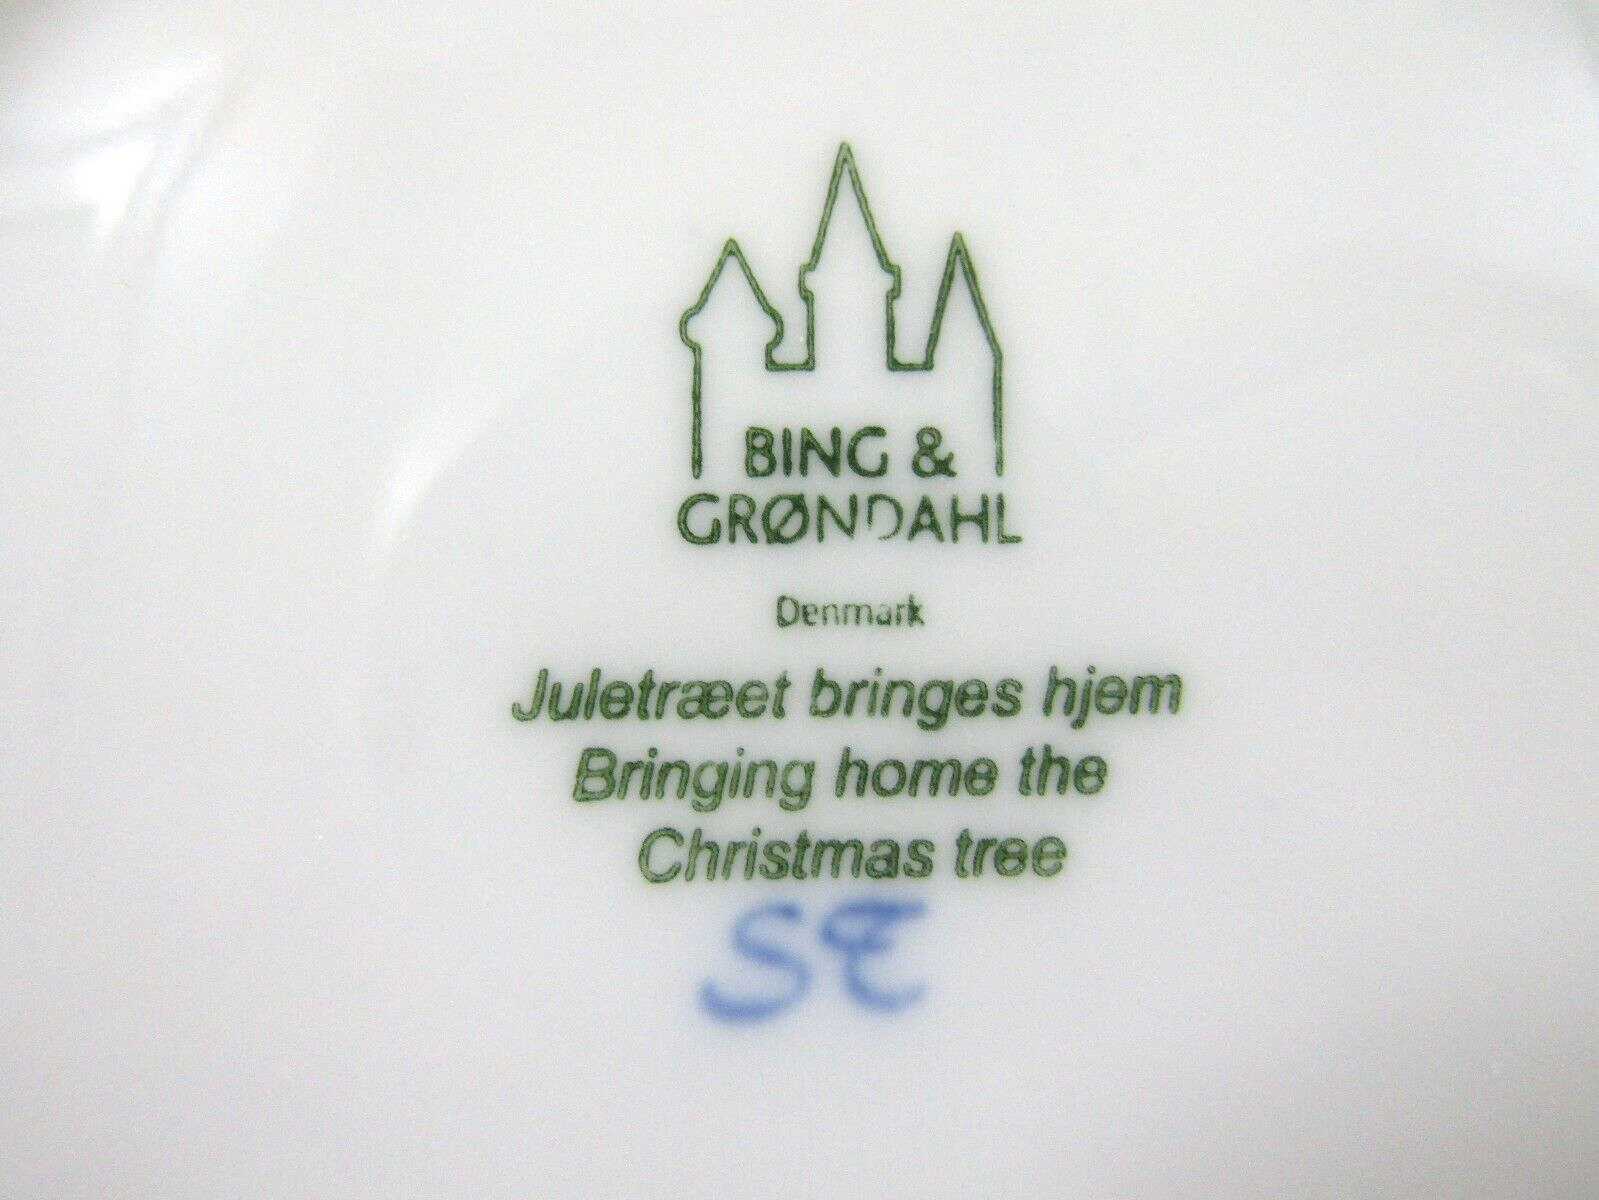 BING &
GRØNDAHL
Denmark
Juletræet bringes hjem
Bringing home the
Christmas tree
SE